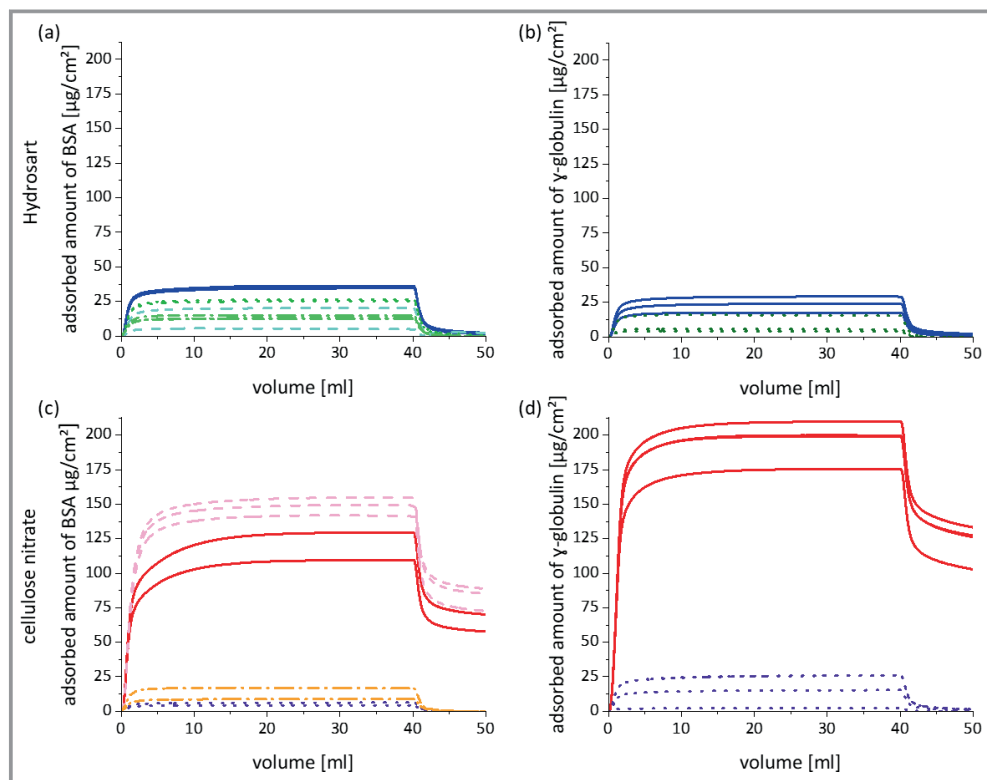 (a)
Hydrosart
adsorbed amount of BSA [µg/cm²]
200
175
150
125
100
75
50
25
0
0 10 20 30 40 50
volume [ml]
(b)
adsorbed amount of ɣ-globulin [µg/cm²]
200
175
150
125
100
75
50
25
0
0 10 20 30 40 50
volume [ml]
(c)
cellulose nitrate
adsorbed amount of BSA µg/cm²]
200
175
150
125
100
75
50
25
0
0 10 20 30 40 50
volume [ml]
(d)
adsorbed amount of ɣ-globulin [µg/cm²]
200
175
150
125
100
75
50
25
0
0 10 20 30 40 50
volume [ml]